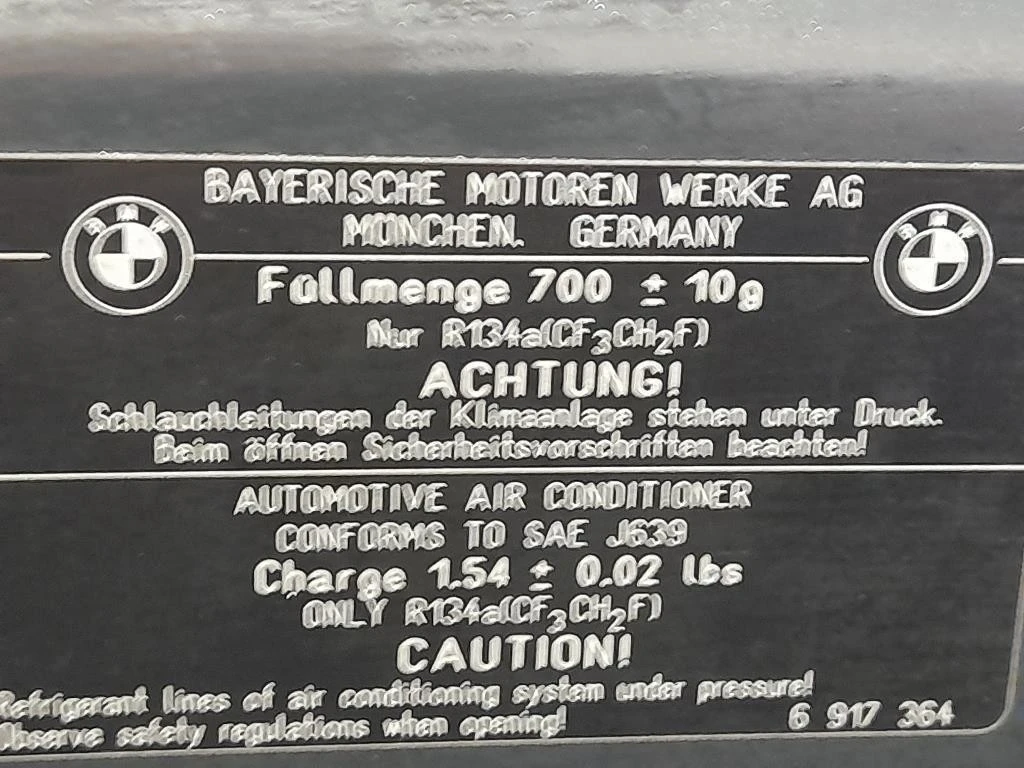 BAYERISCHE MOTOREN WERKE AG
MÜNCHEN. GERMANY
BMW
BMW
Füllmenge 700 ± 10g
Nur R134a(CF₃CH₂F)
ACHTUNG!
Schlauchleitungen der Klimaanlage stehen unter Druck.
Beim öffnen Sicherheitsvorschriften beachten!
AUTOMOTIVE AIR CONDITIONER
CONFORMS TO SAE J639
Charge 1.54 ± 0.02 lbs
ONLY R134a(CF₃CH₂F)
CAUTION!
Refrigerant lines of air conditioning system under pressure!
Observe safety regulations when opening!
6 917 364